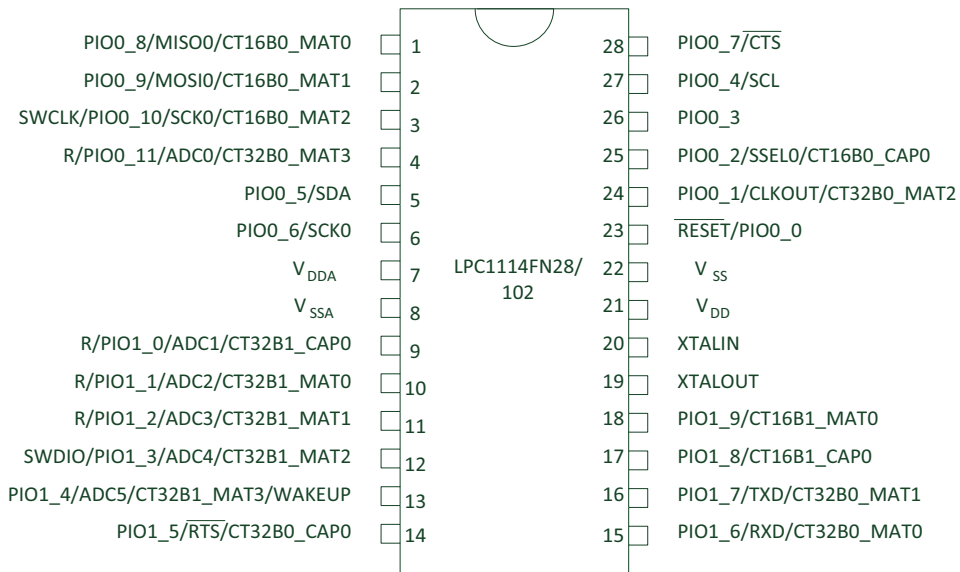 PIO0_8/MISO0/CT16B0_MAT0 1 28 PIO0_7/CTS
PIO0_9/MOSI0/CT16B0_MAT1 2 27 PIO0_4/SCL
SWCLK/PIO0_10/SCK0/CT16B0_MAT2 3 26 PIO0_3
R/PIO0_11/ADC0/CT32B0_MAT3 4 25 PIO0_2/SSEL0/CT16B0_CAP0
PIO0_5/SDA 5 24 PIO0_1/CLKOUT/CT32B0_MAT2
PIO0_6/SCK0 6 23 RESET/PIO0_0
VDDA 7 LPC1114FN28/ 22 VSS
102
VSSA 8 21 VDD
R/PIO1_0/ADC1/CT32B1_CAP0 9 20 XTALIN
R/PIO1_1/ADC2/CT32B1_MAT0 10 19 XTALOUT
R/PIO1_2/ADC3/CT32B1_MAT1 11 18 PIO1_9/CT16B1_MAT0
SWDIO/PIO1_3/ADC4/CT32B1_MAT2 12 17 PIO1_8/CT16B1_CAP0
PIO1_4/ADC5/CT32B1_MAT3/WAKEUP 13 16 PIO1_7/TXD/CT32B0_MAT1
PIO1_5/RTS/CT32B0_CAP0 14 15 PIO1_6/RXD/CT32B0_MAT0